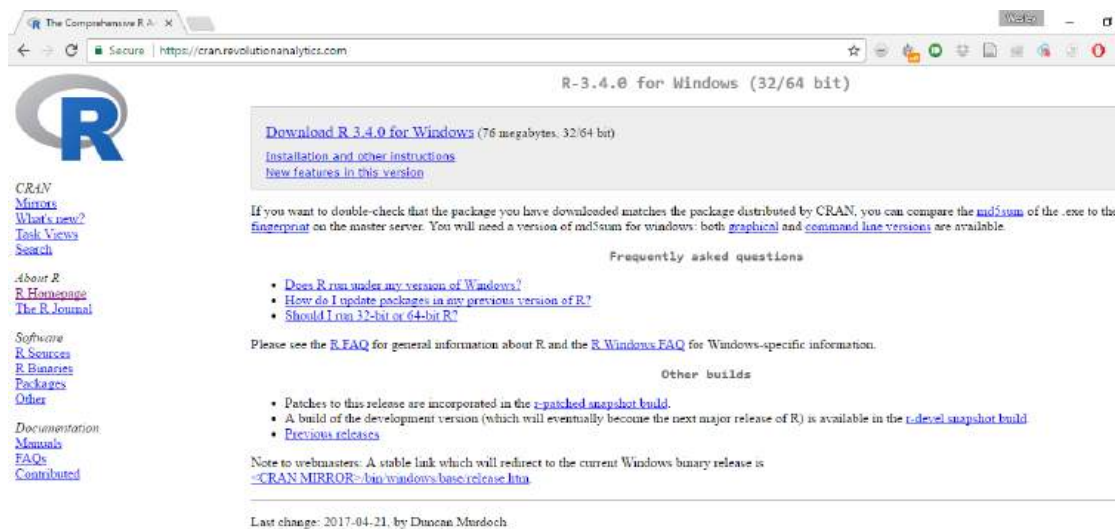 The Comprehensive R A
Wesley
Secure | https://cran.revolutionanalytics.com
R
CRAN
Mirrors
What's new?
Task Views
Search
About R
R Homepage
The R Journal
Software
R Sources
R Binaries
Packages
Other
Documentation
Manuals
FAQs
Contributed
R-3.4.0 for Windows (32/64 bit)
Download R 3.4.0 for Windows (76 megabytes, 32/64 bit)
Installation and other instructions
New features in this version
If you want to double-check that the package you have downloaded matches the package distributed by CRAN, you can compare the md5sum of the .exe to the
fingerprint on the master server. You will need a version of md5sum for windows: both graphical and command line versions are available.
Frequently asked questions
• Does R run under my version of Windows?
• How do I update packages in my previous version of R?
• Should I run 32-bit or 64-bit R?
Please see the R FAQ for general information about R and the R Windows FAQ for Windows-specific information.
Other builds
• Patches to this release are incorporated in the r-patched snapshot build.
• A build of the development version (which will eventually become the next major release of R) is available in the r-devel snapshot build.
• Previous releases
Note to webmasters: A stable link which will redirect to the current Windows binary release is
<CRAN MIRROR>/bin/windows/base/release.htm.
Last change: 2017-04-21, by Duncan Murdoch